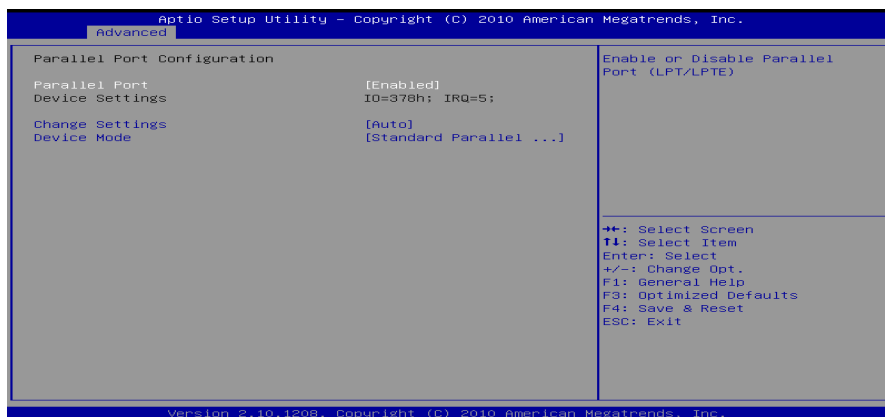 Aptio Setup Utility – Copyright (C) 2010 American Megatrends, Inc.
Advanced
Parallel Port Configuration
Parallel Port [Enabled]
Device Settings IO=378h; IRQ=5;
Change Settings [Auto]
Device Mode [Standard Parallel ...]
Enable or Disable Parallel
Port (LPT/LPTE)
→←: Select Screen
↑↓: Select Item
Enter: Select
+/-: Change Opt.
F1: General Help
F3: Optimized Defaults
F4: Save & Reset
ESC: Exit
Version 2.10.1208. Copyright (C) 2010 American Megatrends, Inc.